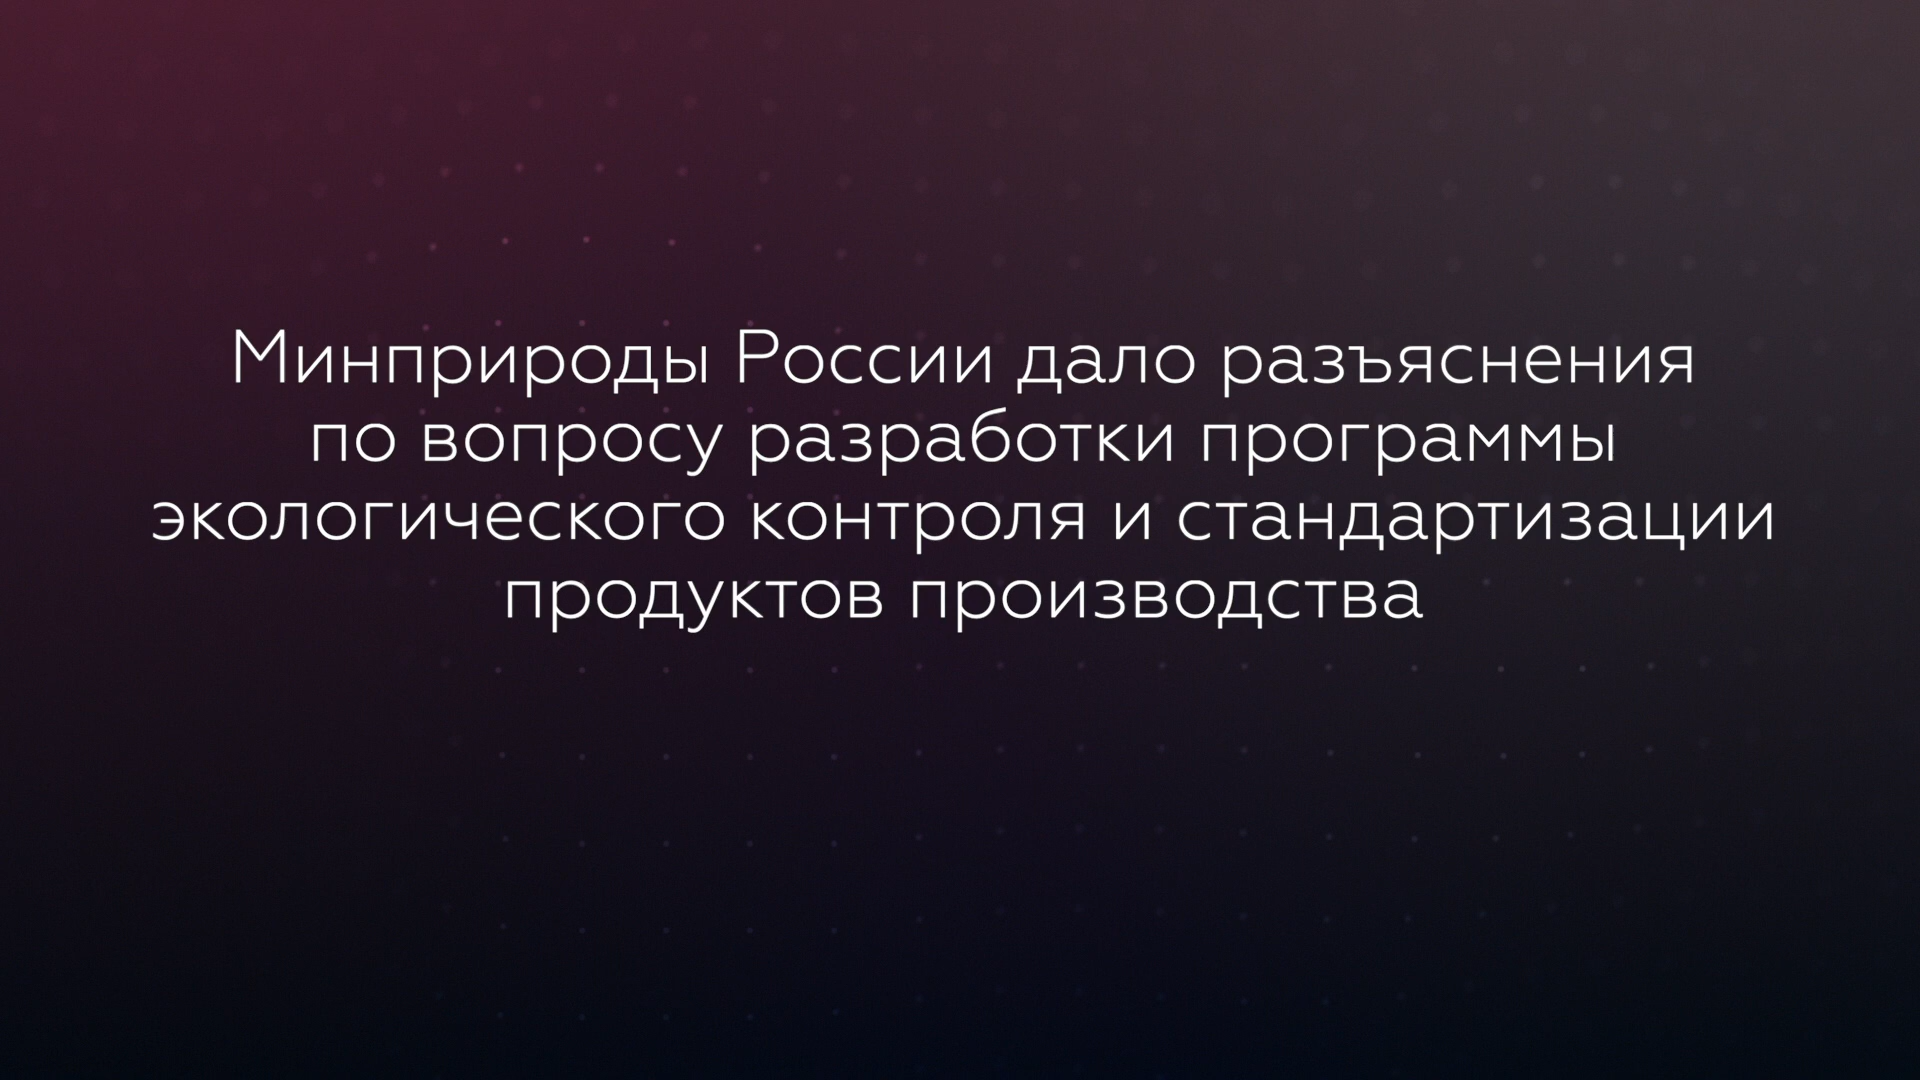 Минприроды России дало разъяснения
по вопросу разработки программы
экологического контроля и стандартизации
продуктов производства